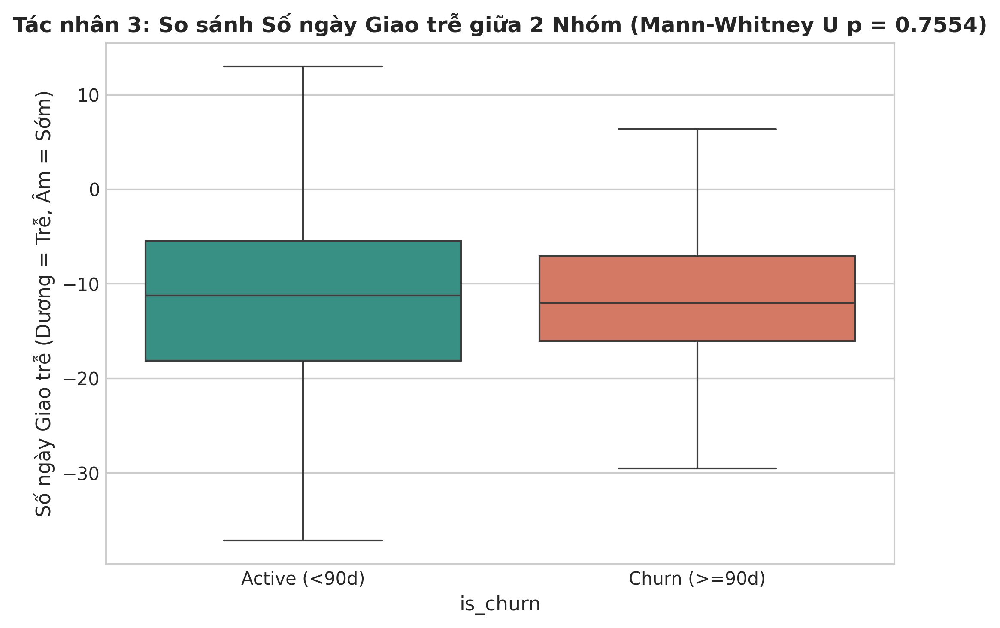 Tác nhân 3: So sánh Số ngày Giao trễ giữa 2 Nhóm (Mann-Whitney U p = 0.7554)
Số ngày Giao trễ (Dương = Trễ, Âm = Sớm)
10
0
−10
−20
−30
Active (<90d)
Churn (>=90d)
is_churn